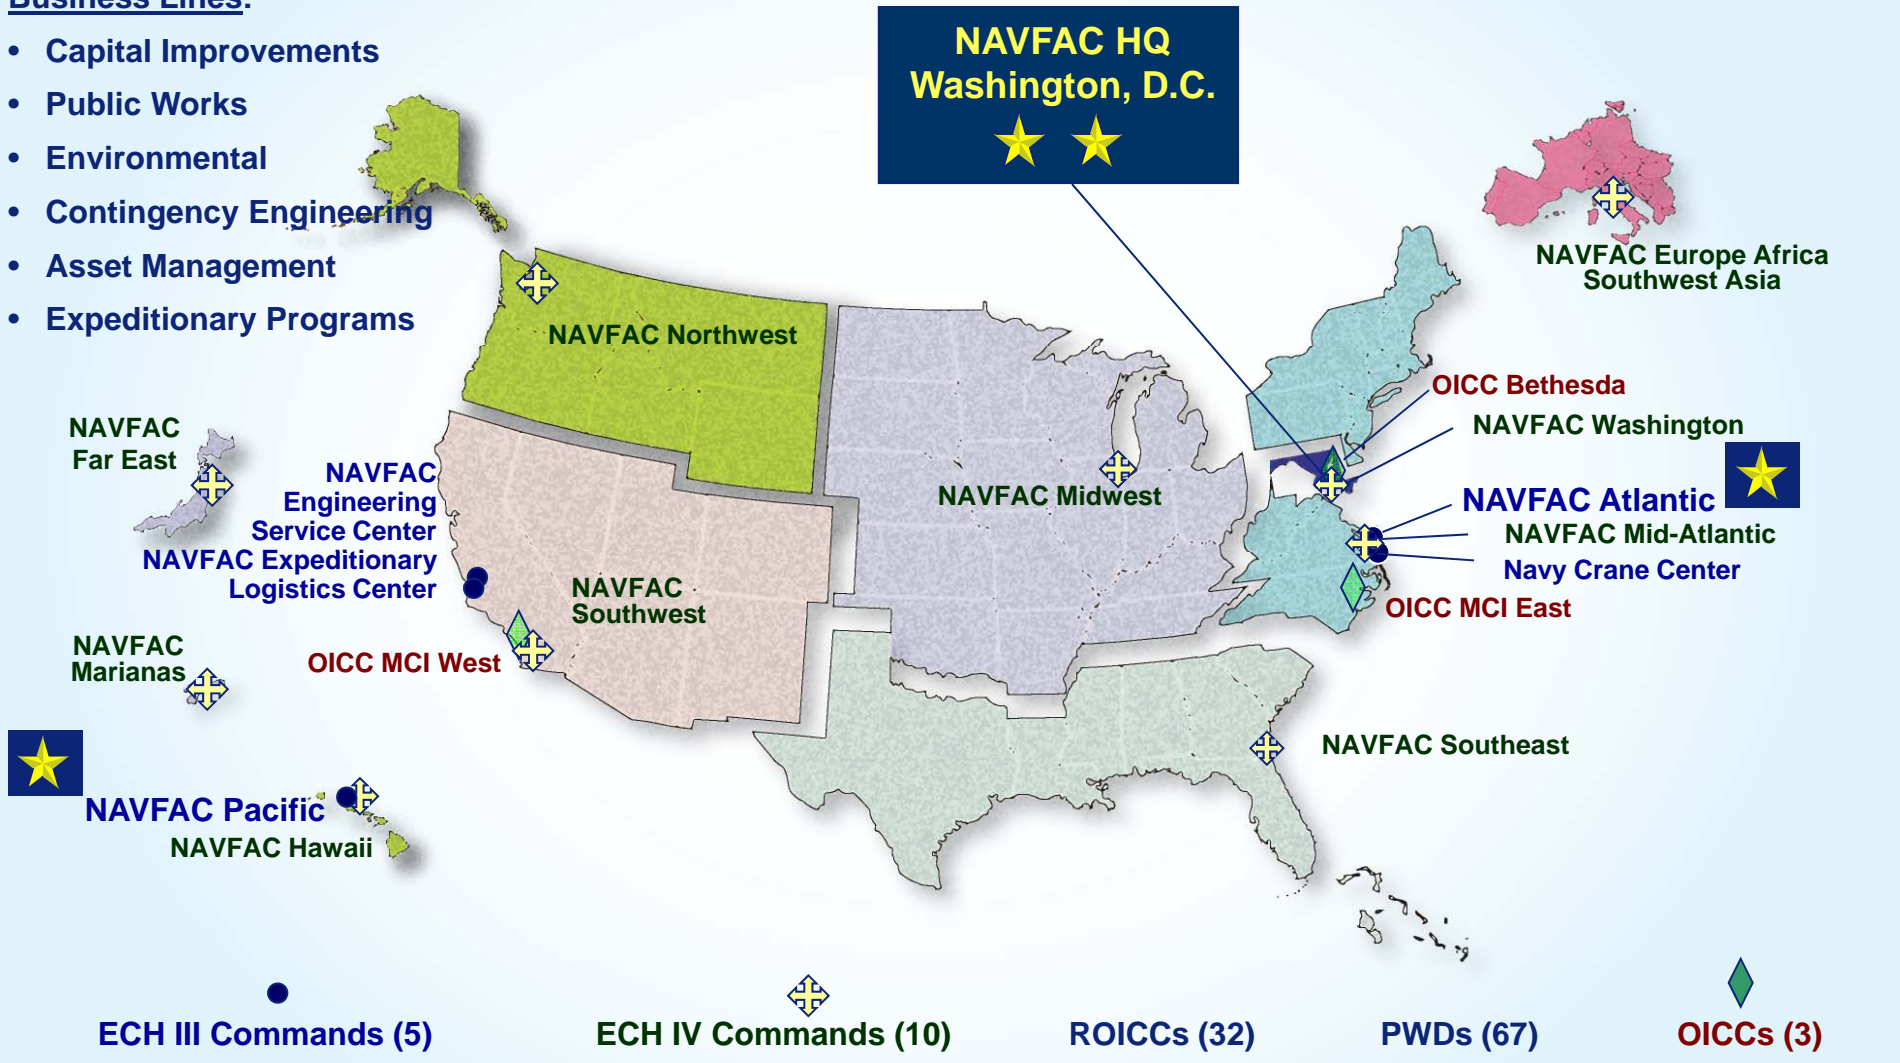 Business Lines:
• Capital Improvements
• Public Works
• Environmental
• Contingency Engineering
• Asset Management
• Expeditionary Programs
NAVFAC HQ
Washington, D.C.
NAVFAC Europe Africa
Southwest Asia
NAVFAC Northwest
OICC Bethesda
NAVFAC Washington
NAVFAC
Far East
NAVFAC
Engineering
Service Center
NAVFAC Expeditionary
Logistics Center
NAVFAC Midwest
NAVFAC Atlantic
NAVFAC Mid-Atlantic
Navy Crane Center
OICC MCI East
NAVFAC
Southwest
OICC MCI West
NAVFAC
Marianas
NAVFAC Southeast
NAVFAC Pacific
NAVFAC Hawaii
ECH III Commands (5)
ECH IV Commands (10)
ROICCs (32)
PWDs (67)
OICCs (3)